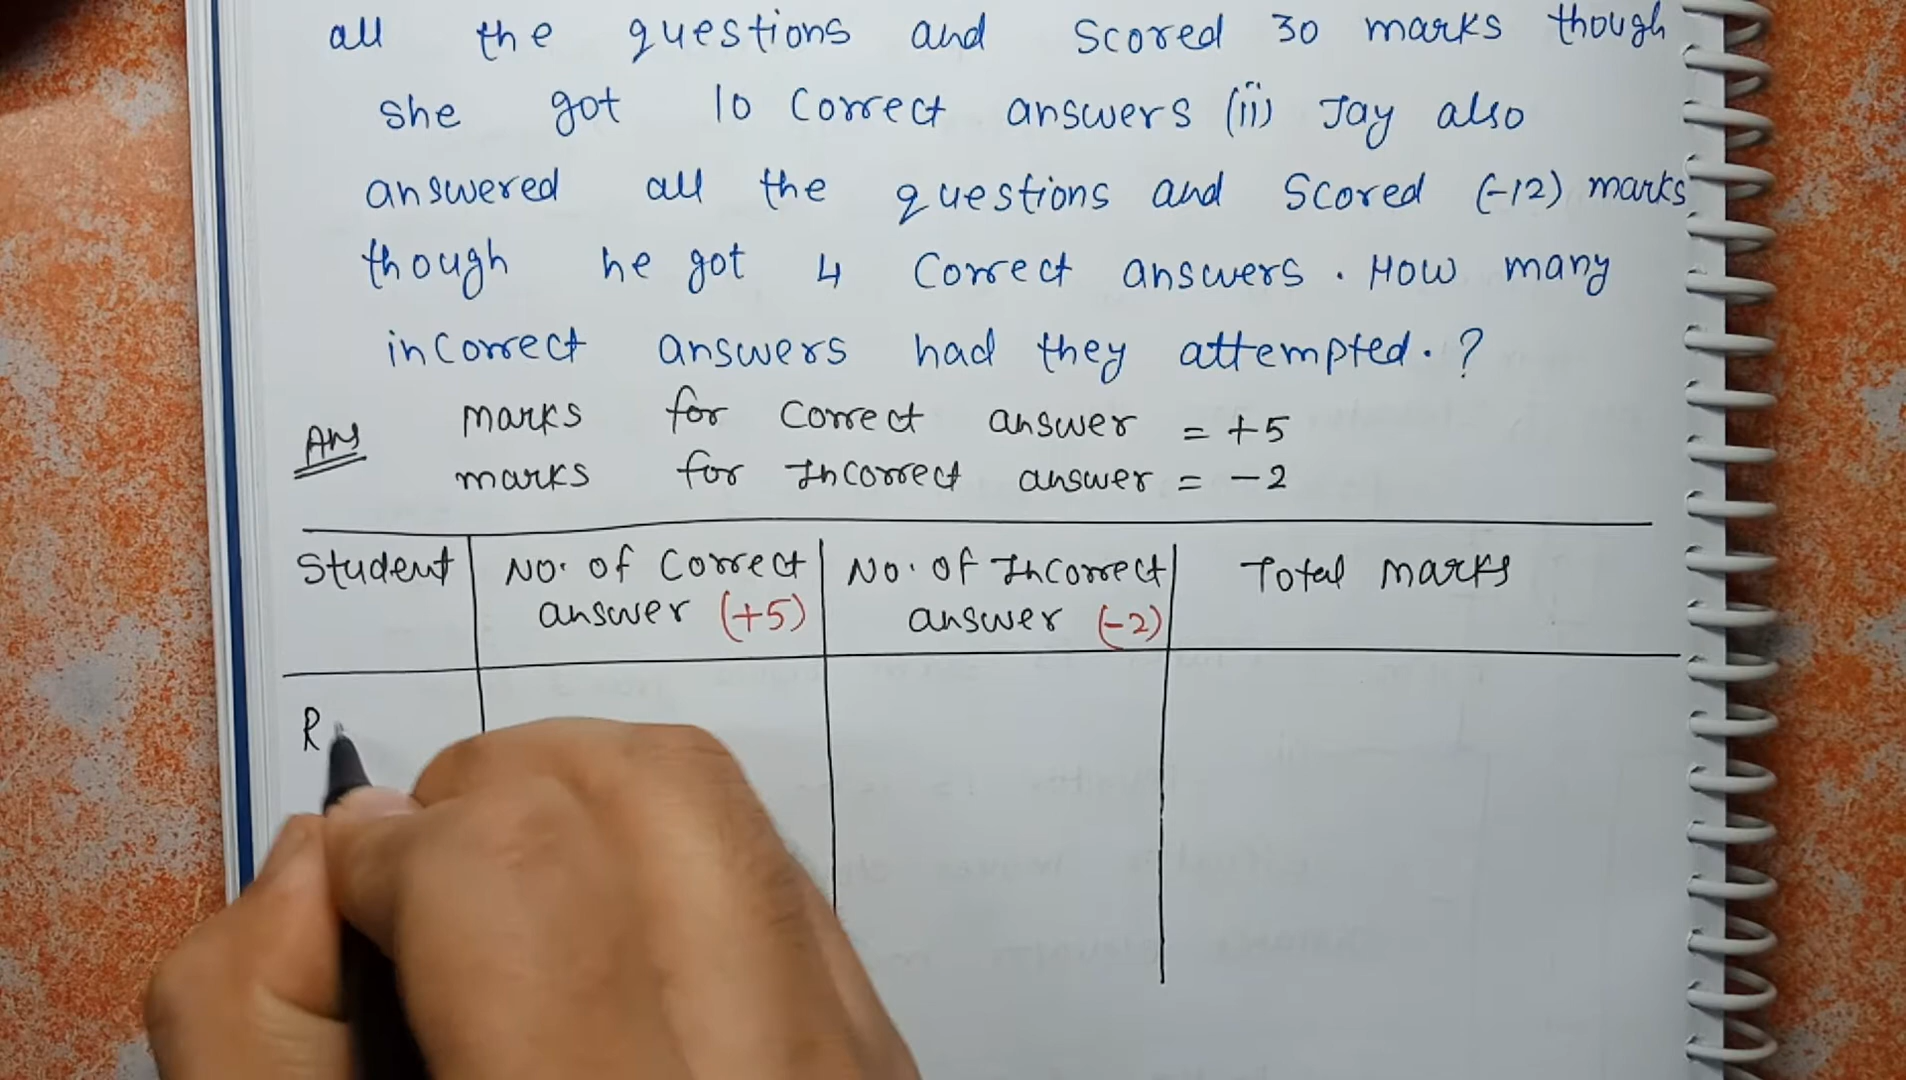 all the questions and Scored 30 marks though
she got 10 Correct answers (ii) Jay also
answered all the questions and Scored (-12) marks
though he got 4 Correct answers. How many
incorrect answers had they attempted.?
Ans marks for correct answer = +5
marks for Incorrect answer = -2
Student No. of Correct answer (+5) No. of Incorrect answer (-2) Total marks
R